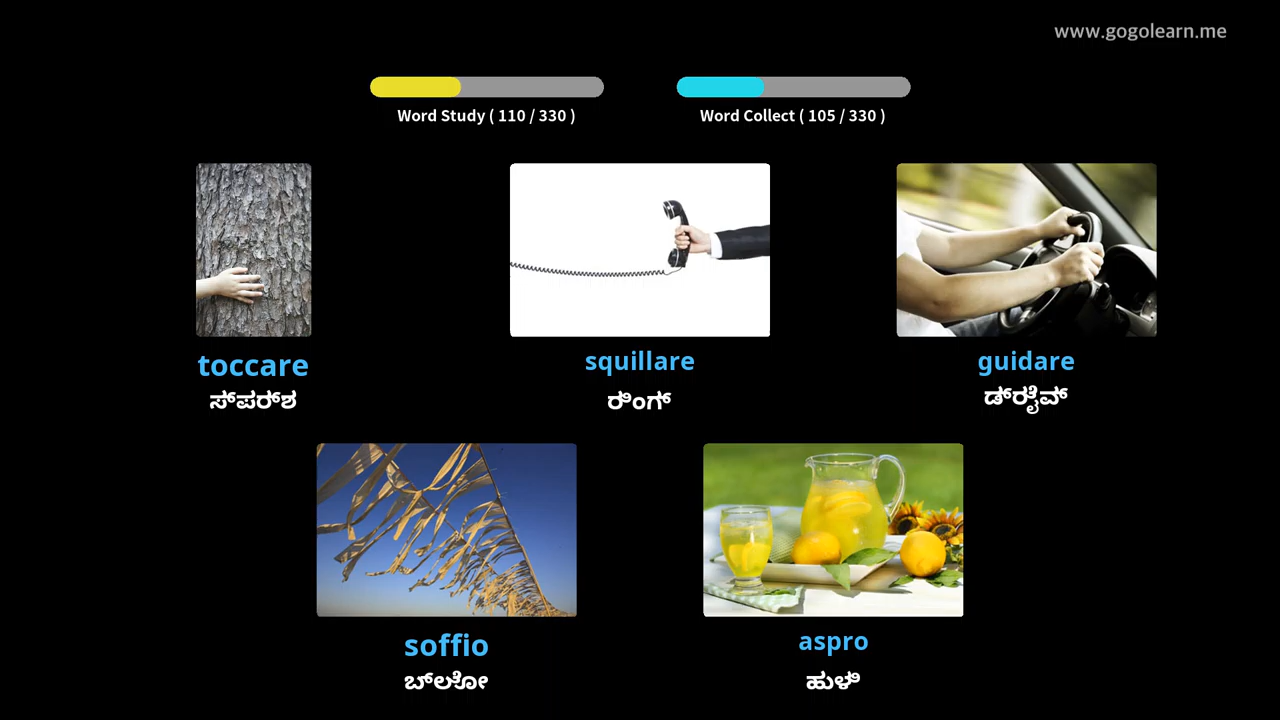 www.gogolearn.me
Word Study ( 110 / 330 )
Word Collect ( 105 / 330 )
toccare
squillare
guidare
ಸ್ಪರ್ಶ
ರಿಂಗ್
ಡ್ರೈವ್
soffio
aspro
ಬ್ಲೋ
ಹುಳಿ